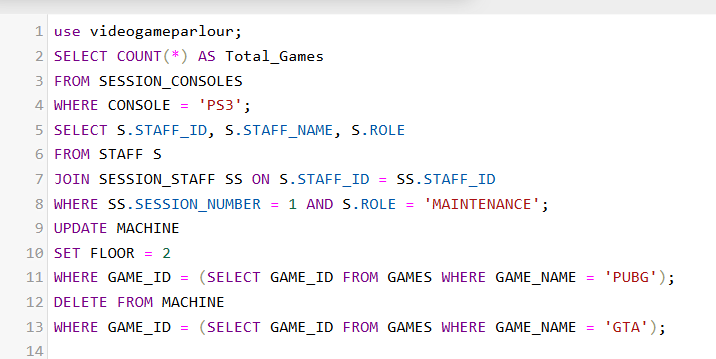 1 use videogameparlour;
2 SELECT COUNT(*) AS Total_Games
3 FROM SESSION_CONSOLES
4 WHERE CONSOLE = 'PS3';
5 SELECT S.STAFF_ID, S.STAFF_NAME, S.ROLE
6 FROM STAFF S
7 JOIN SESSION_STAFF SS ON S.STAFF_ID = SS.STAFF_ID
8 WHERE SS.SESSION_NUMBER = 1 AND S.ROLE = 'MAINTENANCE';
9 UPDATE MACHINE
10 SET FLOOR = 2
11 WHERE GAME_ID = (SELECT GAME_ID FROM GAMES WHERE GAME_NAME = 'PUBG');
12 DELETE FROM MACHINE
13 WHERE GAME_ID = (SELECT GAME_ID FROM GAMES WHERE GAME_NAME = 'GTA');
14